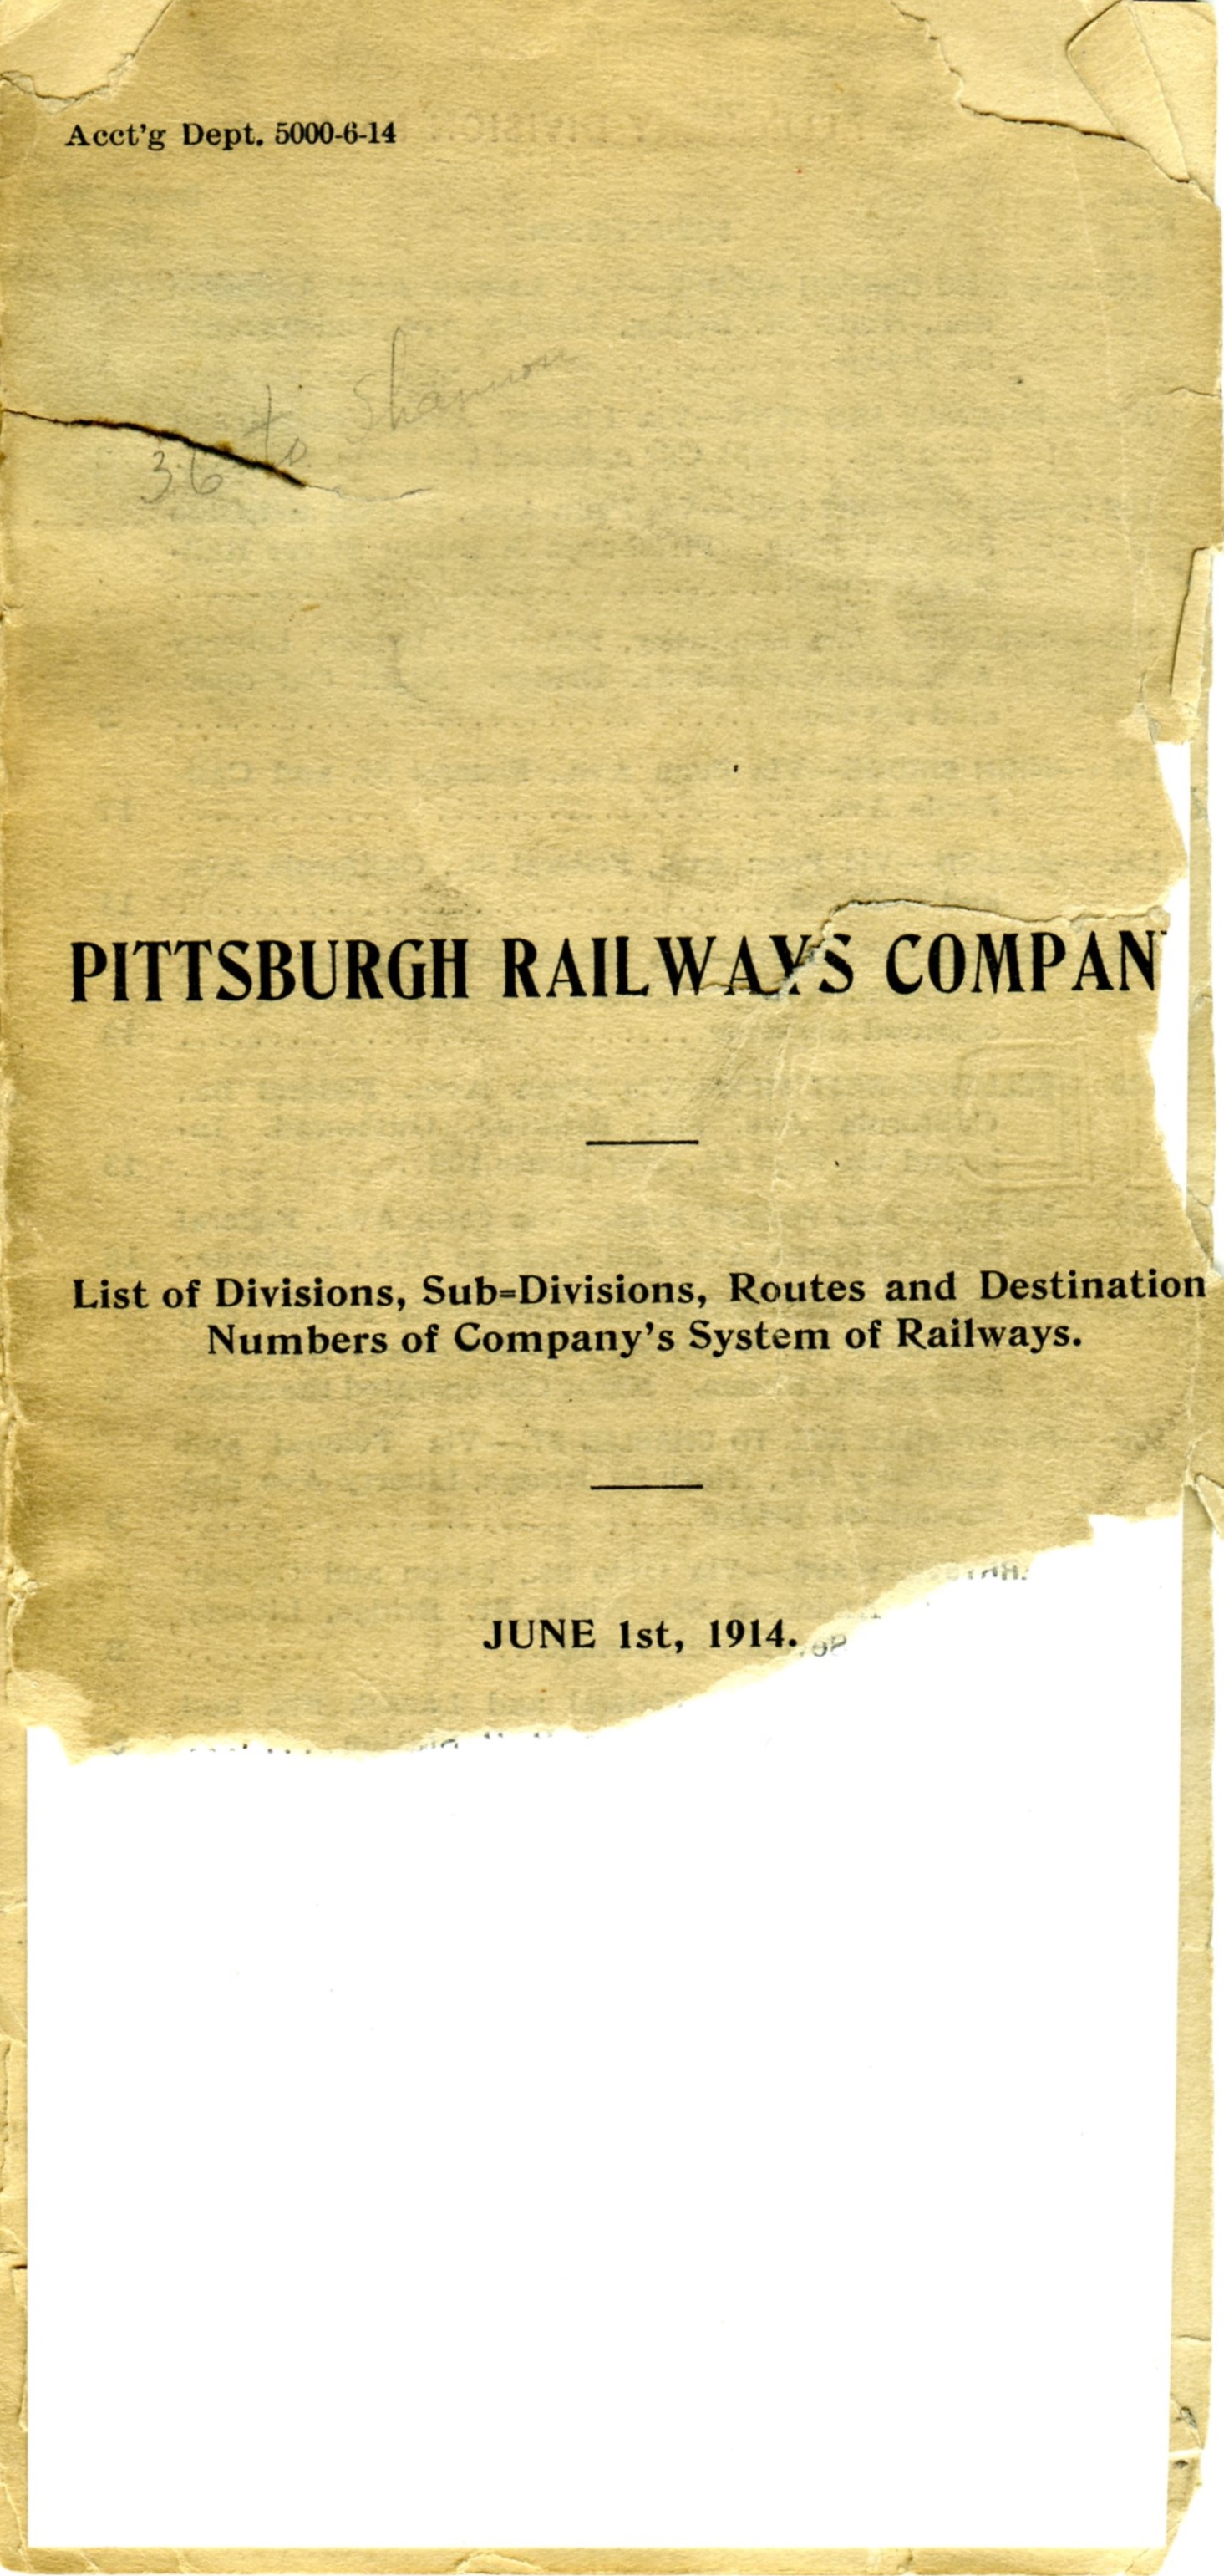 Acct'g Dept. 5000-6-14
36 to Shannon
PITTSBURGH RAILWAYS COMPAN
List of Divisions, Sub=Divisions, Routes and Destination
Numbers of Company's System of Railways.
JUNE 1st, 1914.